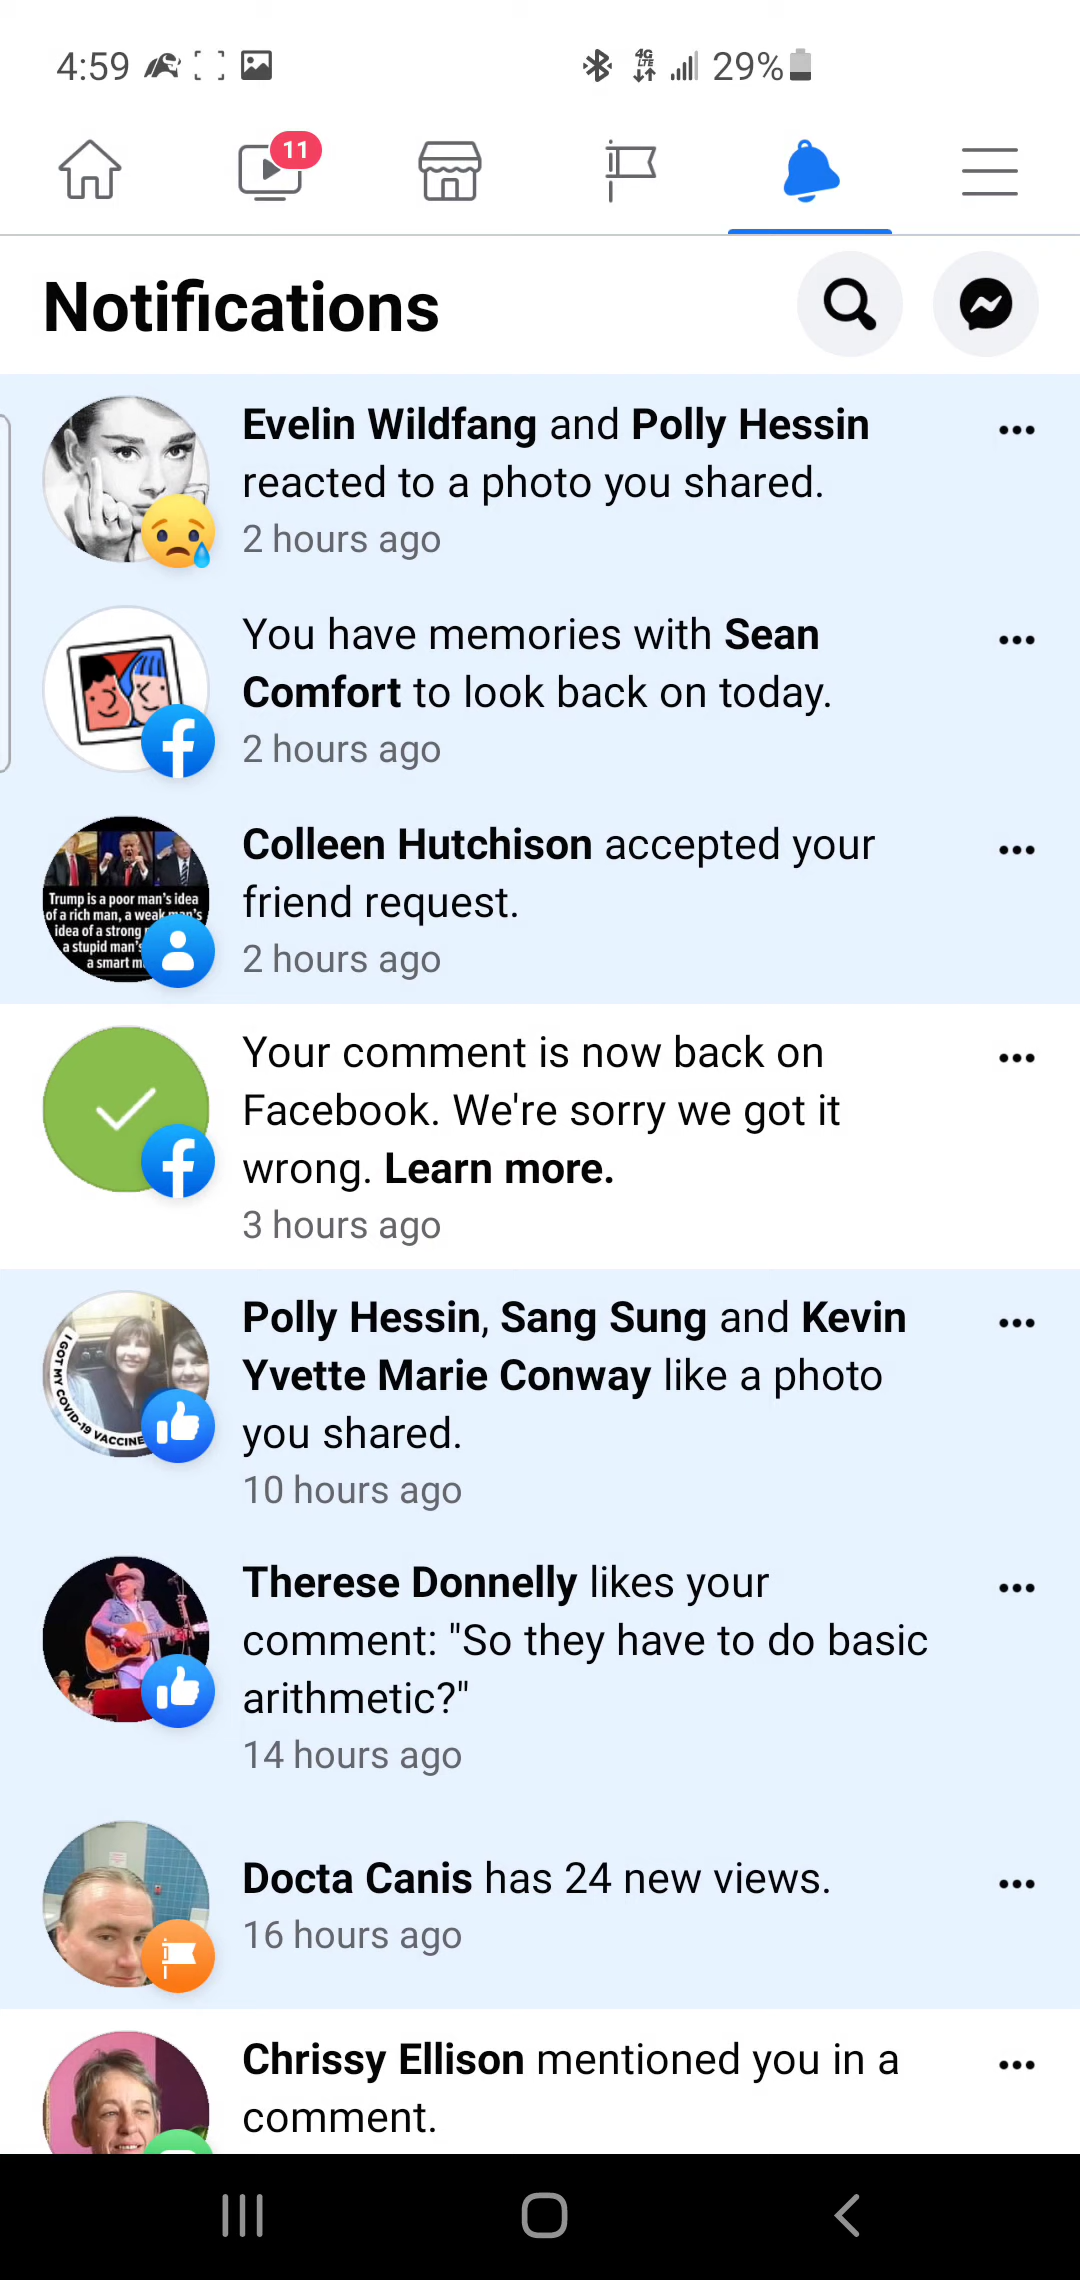 4:59
4G
LTE
29%
11
Notifications
Evelin Wildfang and Polly Hessin
reacted to a photo you shared.
2 hours ago
You have memories with Sean
Comfort to look back on today.
2 hours ago
Trump is a poor man's idea
of a rich man, a weak man's
idea of a strong
a stupid man's
a smart m
Colleen Hutchison accepted your
friend request.
2 hours ago
Your comment is now back on
Facebook. We're sorry we got it
wrong. Learn more.
3 hours ago
I GOT MY COVID-19 VACCINE
Polly Hessin, Sang Sung and Kevin
Yvette Marie Conway like a photo
you shared.
10 hours ago
Therese Donnelly likes your
comment: "So they have to do basic
arithmetic?"
14 hours ago
Docta Canis has 24 new views.
16 hours ago
Chrissy Ellison mentioned you in a
comment.